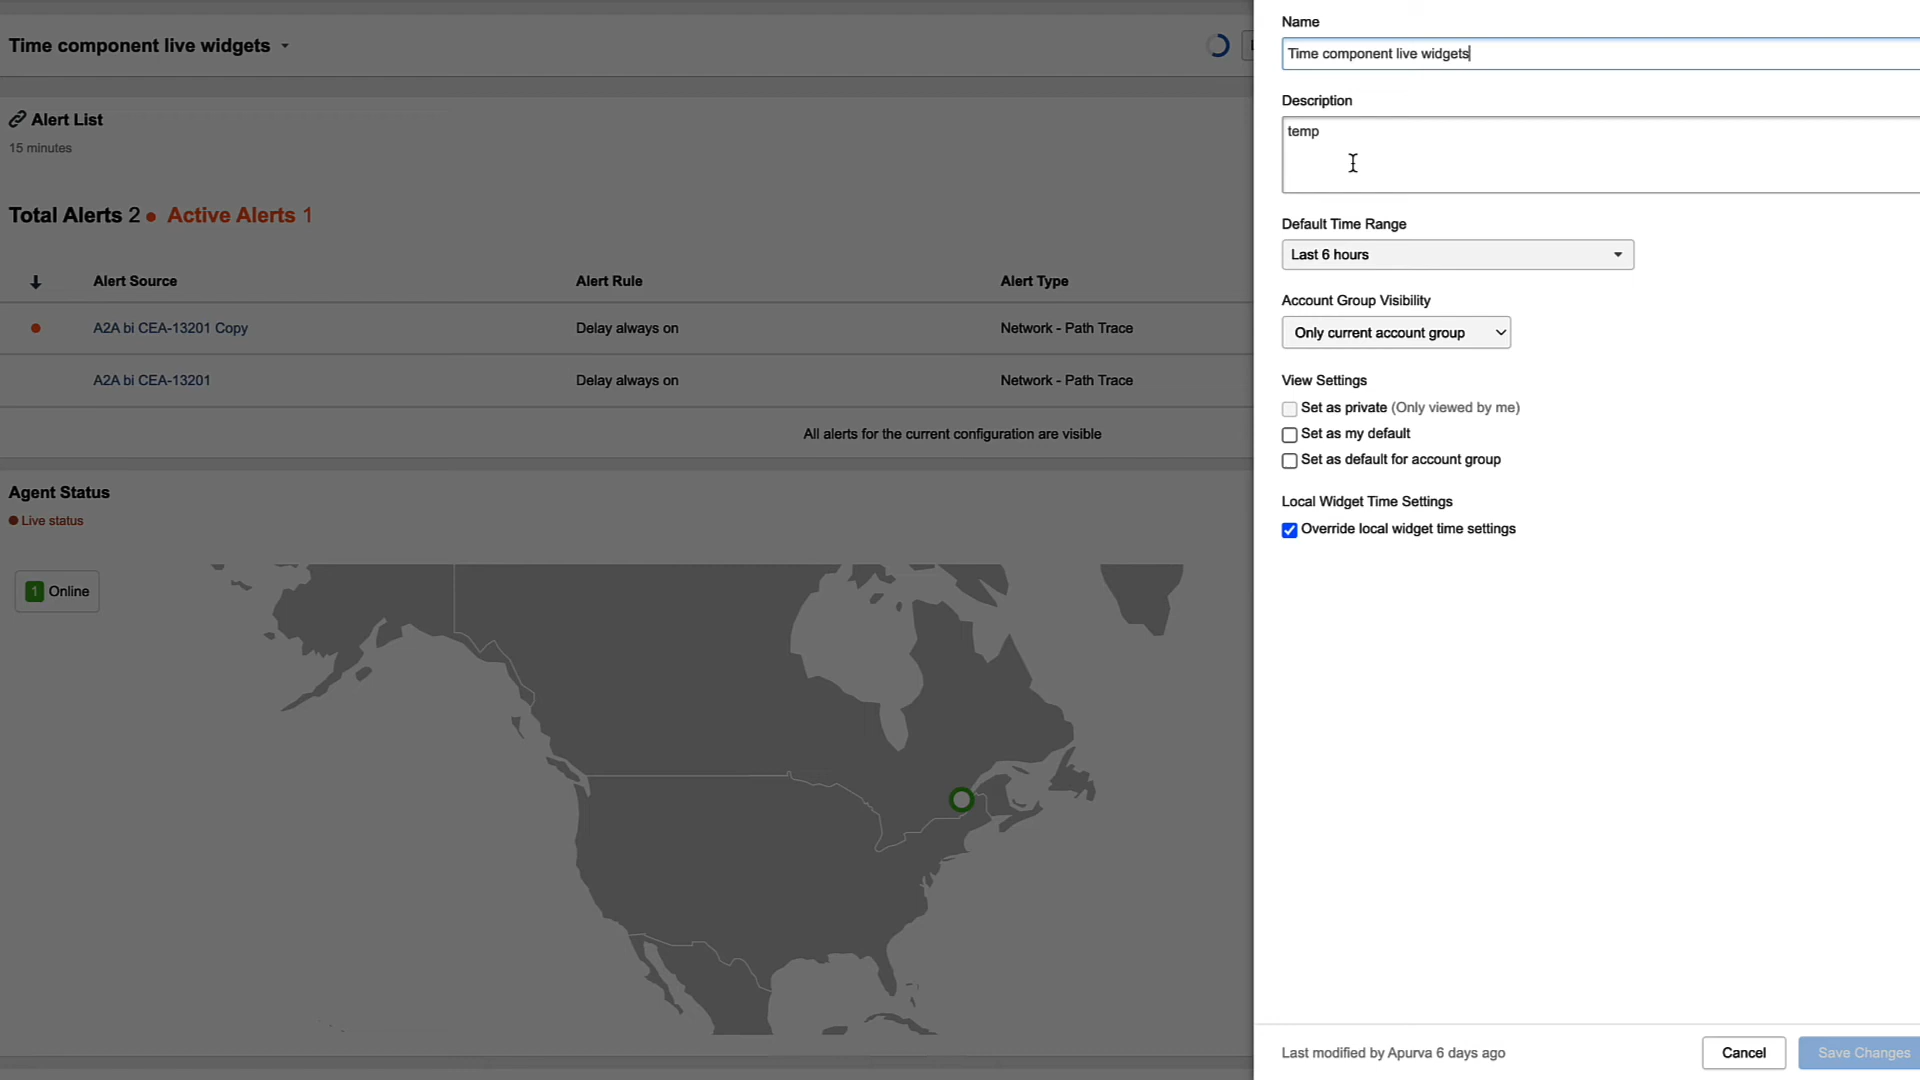 Time component live widgets
Alert List
15 minutes
Total Alerts 2 Active Alerts 1
Alert Source Alert Rule Alert Type
A2A bi CEA-13201 Copy Delay always on Network - Path Trace
A2A bi CEA-13201 Delay always on Network - Path Trace
All alerts for the current configuration are visible
Agent Status
Live status
1 Online
Name
Time component live widgets
Description
temp
Default Time Range
Last 6 hours
Account Group Visibility
Only current account group
View Settings
Set as private (Only viewed by me)
Set as my default
Set as default for account group
Local Widget Time Settings
Override local widget time settings
Last modified by Apurva 6 days ago
Cancel
Save Changes